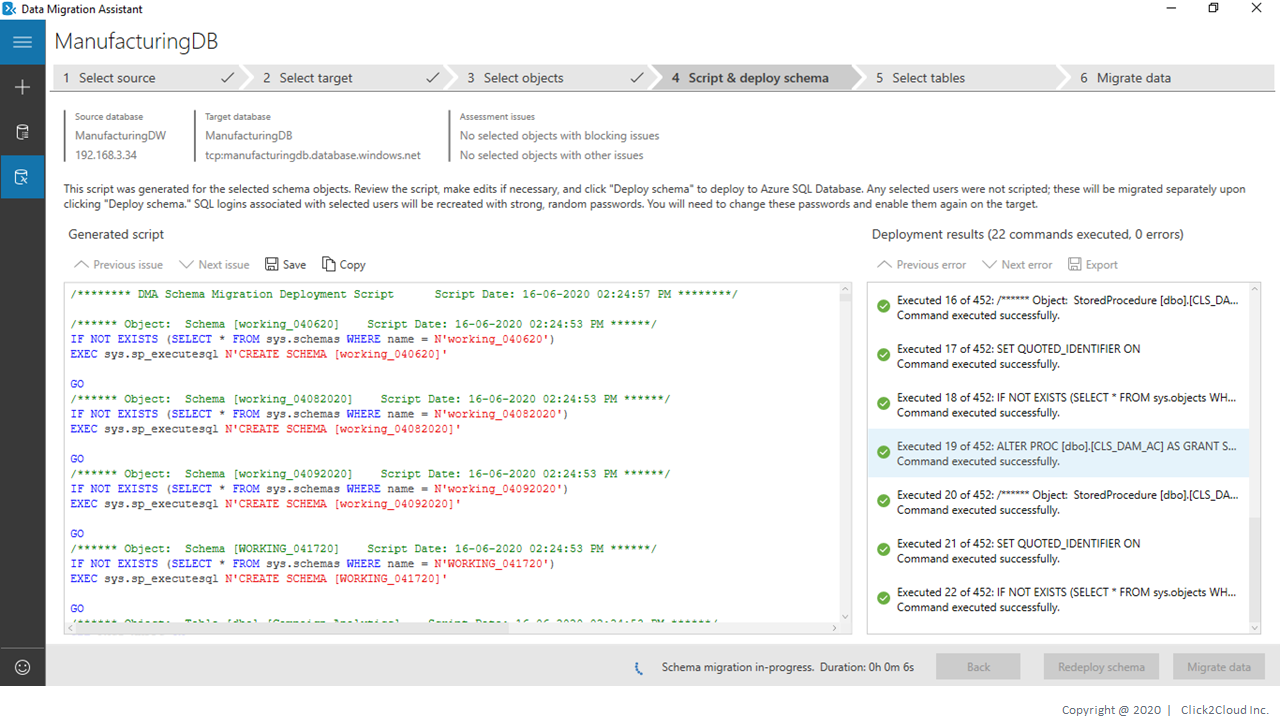 Data Migration Assistant
ManufacturingDB
1 Select source
2 Select target
3 Select objects
4 Script & deploy schema
5 Select tables
6 Migrate data
Source database
ManufacturingDW
192.168.3.34
Target database
ManufacturingDB
tcp:manufacturingdb.database.windows.net
Assessment issues
No selected objects with blocking issues
No selected objects with other issues
This script was generated for the selected schema objects. Review the script, make edits if necessary, and click "Deploy schema" to deploy to Azure SQL Database. Any selected users were not scripted; these will be migrated separately upon
clicking "Deploy schema." SQL logins associated with selected users will be recreated with strong, random passwords. You will need to change these passwords and enable them again on the target.
Generated script
Previous issue Next issue Save Copy
/******** DMA Schema Migration Deployment Script      Script Date: 16-06-2020 02:24:57 PM ********/
/****** Object:  Schema [working_040620]    Script Date: 16-06-2020 02:24:53 PM ******/
IF NOT EXISTS (SELECT * FROM sys.schemas WHERE name = N'working_040620')
EXEC sys.sp_executesql N'CREATE SCHEMA [working_040620]'
GO
/****** Object:  Schema [working_04082020]    Script Date: 16-06-2020 02:24:53 PM ******/
IF NOT EXISTS (SELECT * FROM sys.schemas WHERE name = N'working_04082020')
EXEC sys.sp_executesql N'CREATE SCHEMA [working_04082020]'
GO
/****** Object:  Schema [working_04092020]    Script Date: 16-06-2020 02:24:53 PM ******/
IF NOT EXISTS (SELECT * FROM sys.schemas WHERE name = N'working_04092020')
EXEC sys.sp_executesql N'CREATE SCHEMA [working_04092020]'
GO
/****** Object:  Schema [WORKING_041720]    Script Date: 16-06-2020 02:24:53 PM ******/
IF NOT EXISTS (SELECT * FROM sys.schemas WHERE name = N'WORKING_041720')
EXEC sys.sp_executesql N'CREATE SCHEMA [WORKING_041720]'
GO
/****** Object:  Table [dbo].[Campaign_Analytics]    Script Date: 16-06-2020 02:24:53 PM ******/
Deployment results (22 commands executed, 0 errors)
Previous error Next error Export
Executed 16 of 452: /****** Object:  StoredProcedure [dbo].[CLS_DA...
Command executed successfully.
Executed 17 of 452: SET QUOTED_IDENTIFIER ON
Command executed successfully.
Executed 18 of 452: IF NOT EXISTS (SELECT * FROM sys.objects WH...
Command executed successfully.
Executed 19 of 452: ALTER PROC [dbo].[CLS_DAM_AC] AS GRANT S...
Command executed successfully.
Executed 20 of 452: /****** Object:  StoredProcedure [dbo].[CLS_DA...
Command executed successfully.
Executed 21 of 452: SET QUOTED_IDENTIFIER ON
Command executed successfully.
Executed 22 of 452: IF NOT EXISTS (SELECT * FROM sys.objects WH...
Command executed successfully.
Schema migration in-progress.  Duration: 0h 0m 6s
Back
Redeploy schema
Migrate data
Copyright @ 2020 | Click2Cloud Inc.